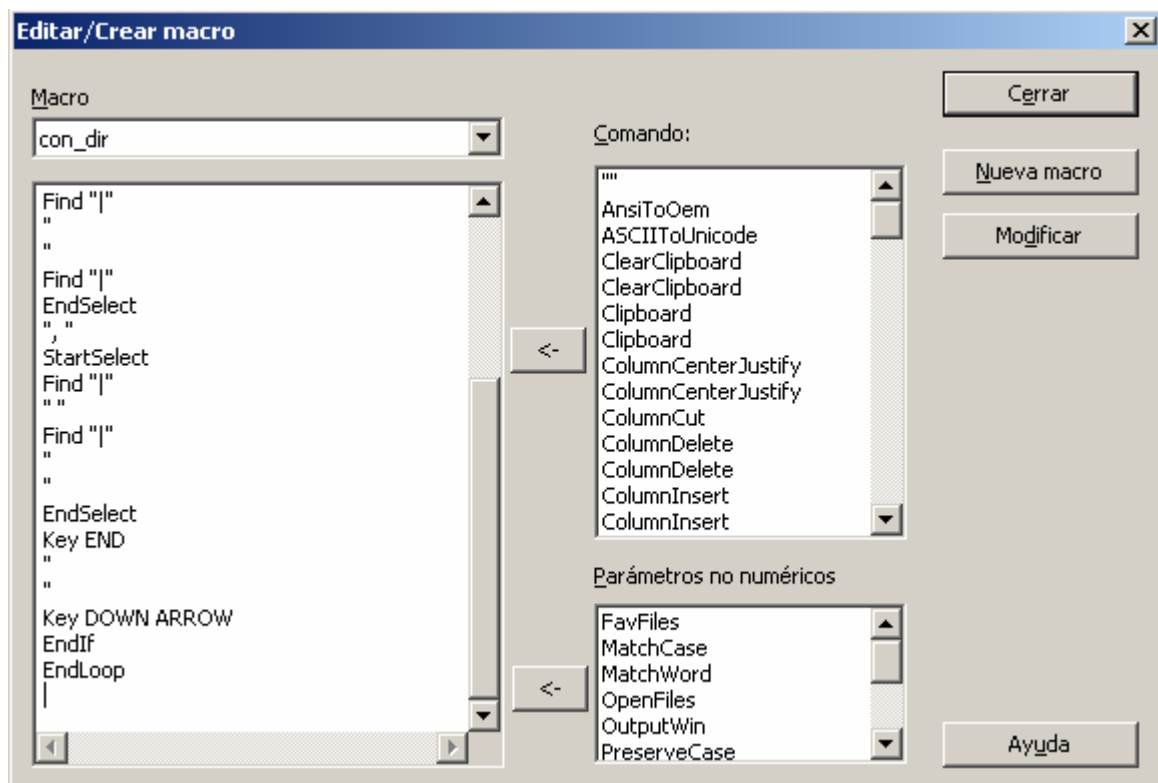 Editar/Crear macro
Macro
con_dir
Find "|"
"
"
Find "|"
EndSelect
", "
StartSelect
Find "|"
" "
Find "|"
"
"
EndSelect
Key END
"
"
Key DOWN ARROW
EndIf
EndLoop
<-
<-
Comando:
""
AnsiToOem
ASCIIToUnicode
ClearClipboard
ClearClipboard
Clipboard
Clipboard
ColumnCenterJustify
ColumnCenterJustify
ColumnCut
ColumnDelete
ColumnDelete
ColumnInsert
ColumnInsert
Parámetros no numéricos
FavFiles
MatchCase
MatchWord
OpenFiles
OutputWin
PreserveCase
Cerrar
Nueva macro
Modificar
Ayuda